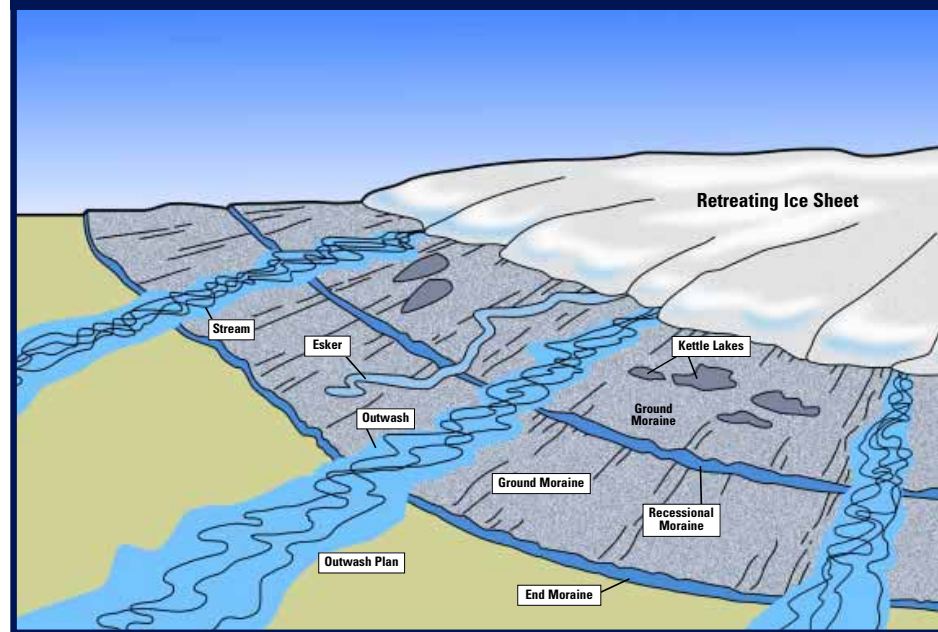 Retreating Ice Sheet
Stream
Esker
Kettle Lakes
Ground
Moraine
Outwash
Ground Moraine
Recessional
Moraine
Outwash Plan
End Moraine